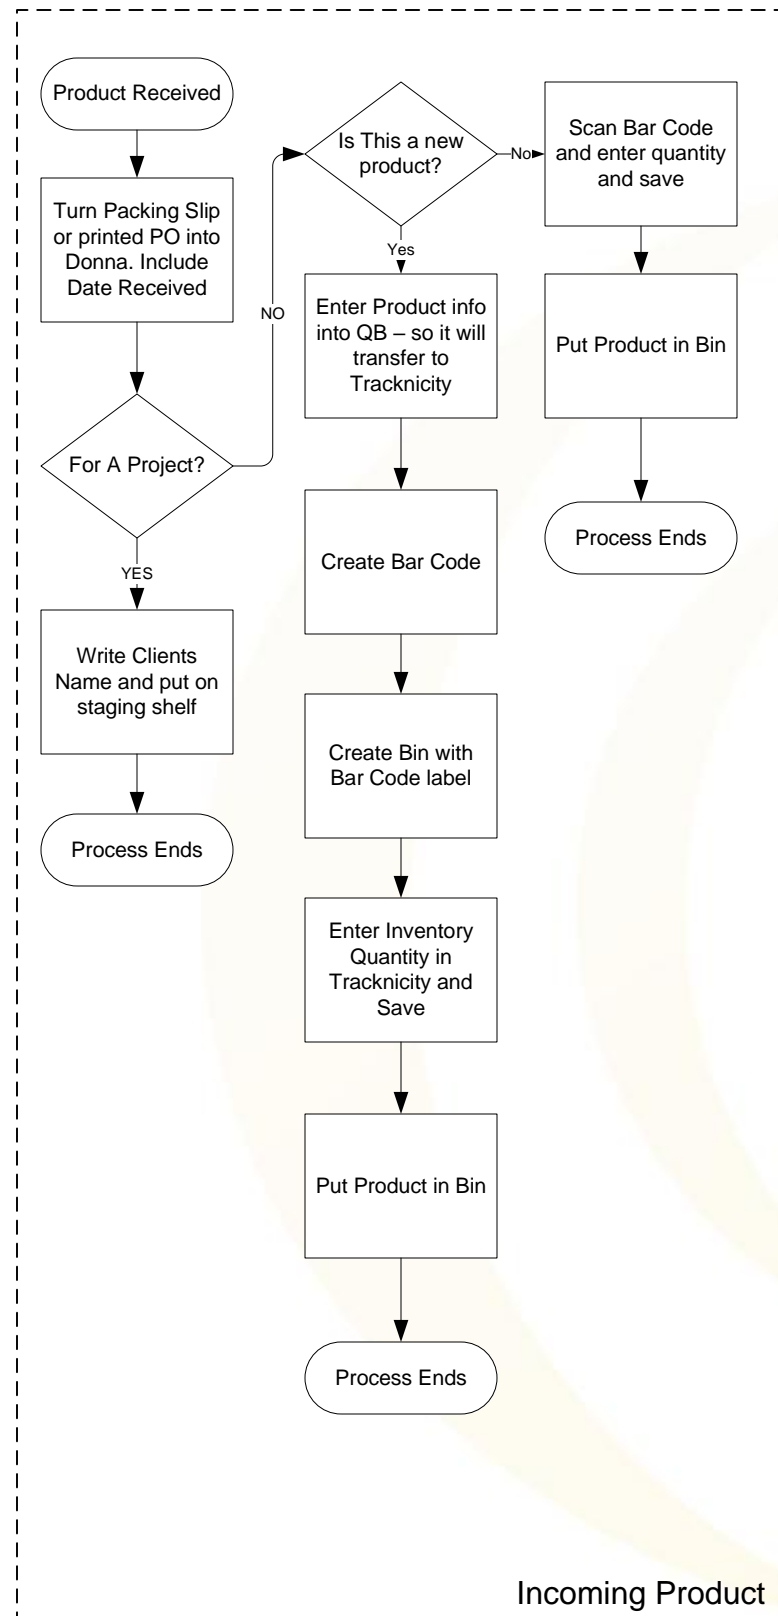 Product Received
Turn Packing Slip
or printed PO into
Donna. Include
Date Received
For A Project?
YES
Write Clients
Name and put on
staging shelf
Process Ends
NO
Is This a new
product?
Yes
Enter Product info
into QB – so it will
transfer to
Tracknicity
Create Bar Code
Create Bin with
Bar Code label
Enter Inventory
Quantity in
Tracknicity and
Save
Put Product in Bin
Process Ends
No
Scan Bar Code
and enter quantity
and save
Put Product in Bin
Process Ends
Incoming Product